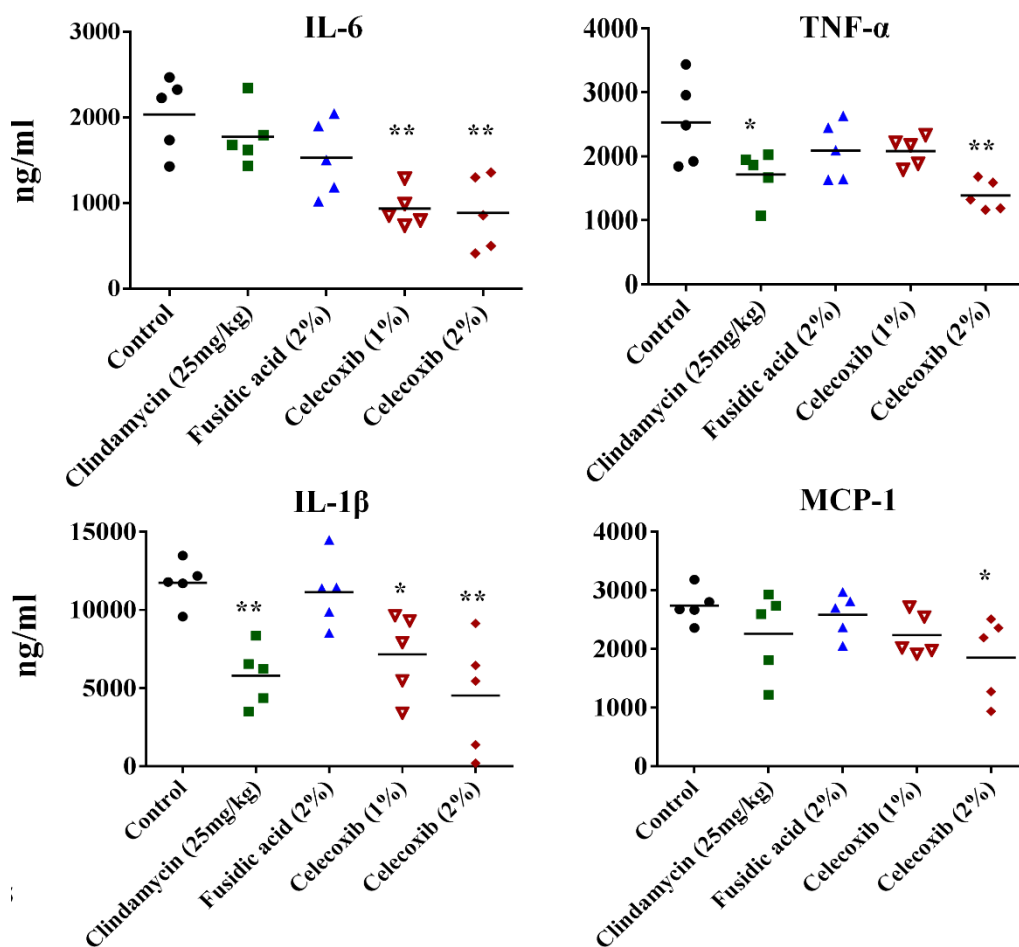 IL-6
3000
2000
1000
0
ng/ml
**
**
Control
Clindamycin (25mg/kg)
Fusidic acid (2%)
Celecoxib (1%)
Celecoxib (2%)
TNF-α
4000
3000
2000
1000
0
*
**
Control
Clindamycin (25mg/kg)
Fusidic acid (2%)
Celecoxib (1%)
Celecoxib (2%)
IL-1β
15000
10000
5000
0
ng/ml
**
*
**
Control
Clindamycin (25mg/kg)
Fusidic acid (2%)
Celecoxib (1%)
Celecoxib (2%)
MCP-1
4000
3000
2000
1000
0
*
Control
Clindamycin (25mg/kg)
Fusidic acid (2%)
Celecoxib (1%)
Celecoxib (2%)